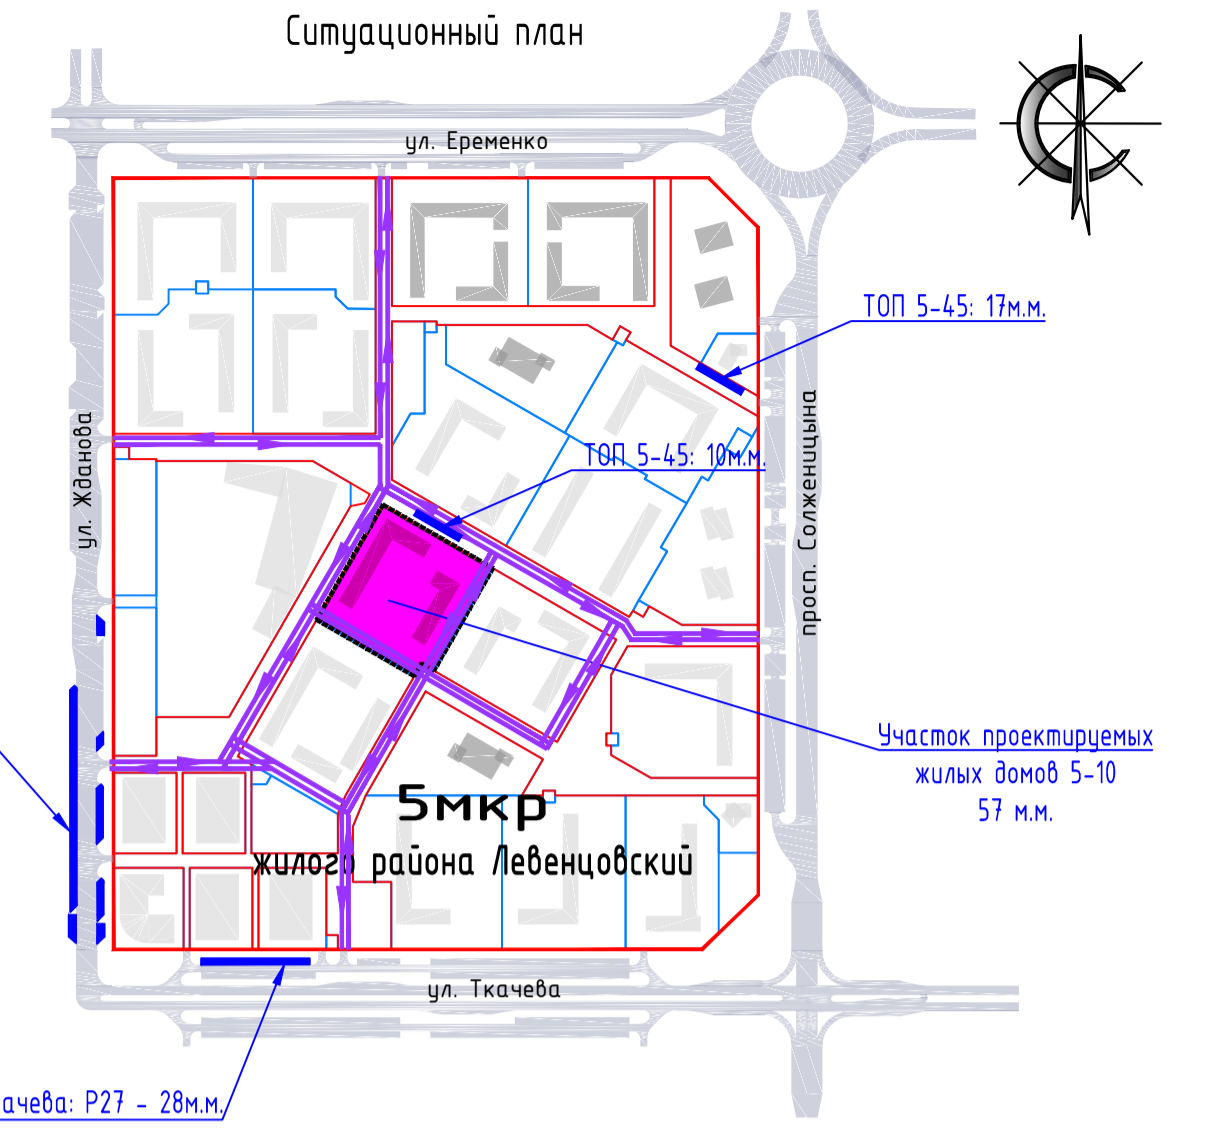 Ситуационный план
ул. Еременко
ТОП 5-45: 17м.м.
ул. Жданова
просп. Солженицына
ТОП 5-45: 10м.м.
Участок проектируемых
жилых домов 5-10
57 м.м.
5мкр
жилого района Левенцовский
ул. Ткачева
ачева: Р27 - 28м.м.